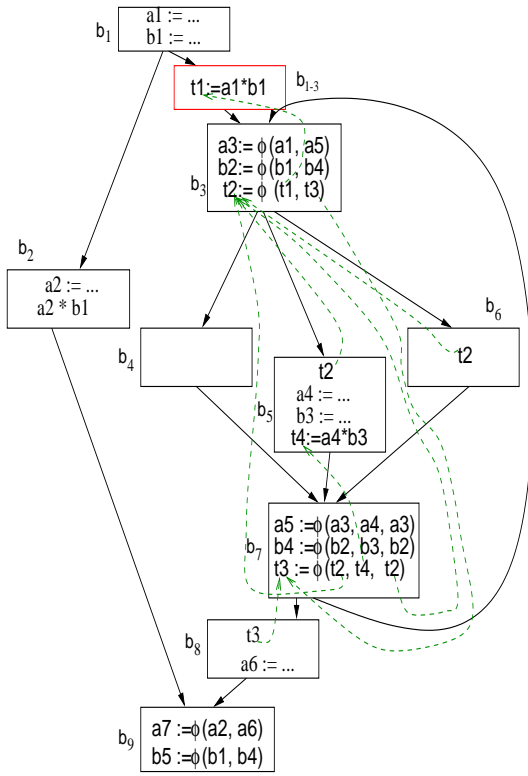 a1 := ...
b1 := ...
b1
t1:=a1*b1
b1-3
a3:= ϕ(a1, a5)
b2:= ϕ(b1, b4)
t2:= ϕ (t1, t3)
b3
b2
a2 := ...
a2 * b1
b4
b6
t2
t2
a4 := ...
b3 := ...
t4:=a4*b3
b5
a5 :=ϕ(a3, a4, a3)
b4 :=ϕ(b2, b3, b2)
t3 := ϕ(t2, t4, t2)
b7
b8
t3
a6 := ...
a7 :=ϕ(a2, a6)
b5 :=ϕ(b1, b4)
b9